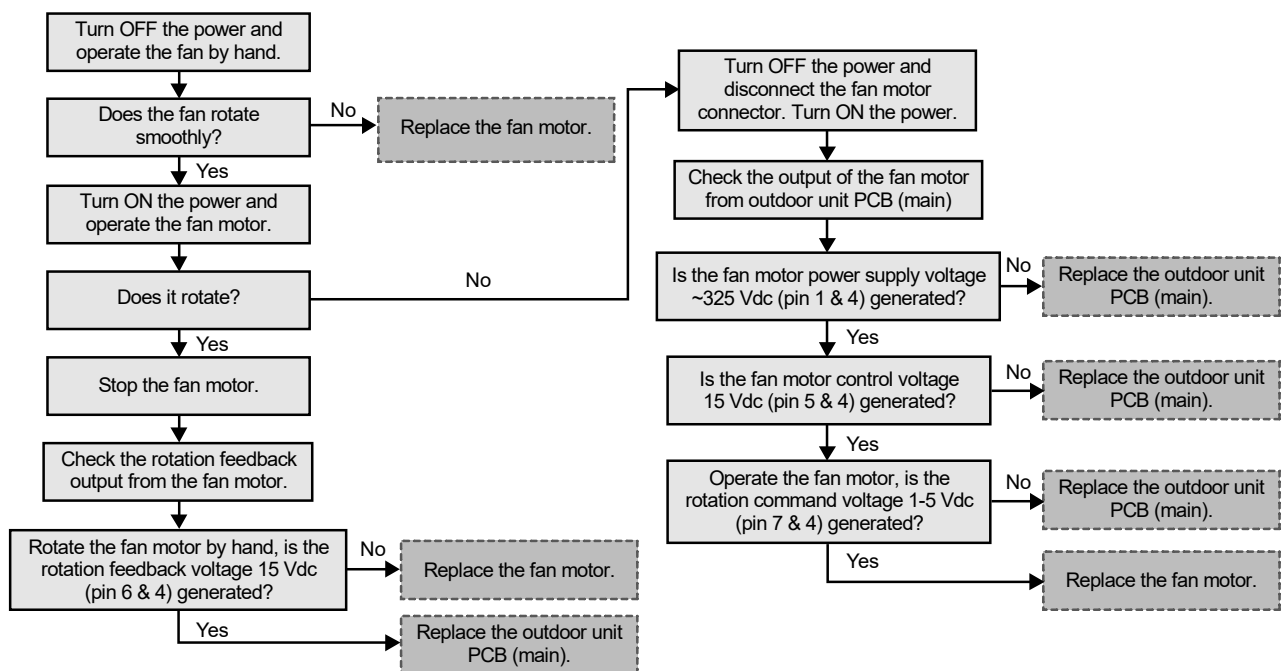 Turn OFF the power and
operate the fan by hand.
Does the fan rotate
smoothly?
No
Replace the fan motor.
Yes
Turn ON the power and
operate the fan motor.
Does it rotate?
No
Yes
Stop the fan motor.
Check the rotation feedback
output from the fan motor.
Rotate the fan motor by hand, is the
rotation feedback voltage 15 Vdc
(pin 6 & 4) generated?
No
Replace the fan motor.
Yes
Replace the outdoor unit
PCB (main).
Turn OFF the power and
disconnect the fan motor
connector. Turn ON the power.
Check the output of the fan motor
from outdoor unit PCB (main)
Is the fan motor power supply voltage
~325 Vdc (pin 1 & 4) generated?
No
Replace the outdoor unit
PCB (main).
Yes
Is the fan motor control voltage
15 Vdc (pin 5 & 4) generated?
No
Replace the outdoor unit
PCB (main).
Yes
Operate the fan motor, is the
rotation command voltage 1-5 Vdc
(pin 7 & 4) generated?
No
Replace the outdoor unit
PCB (main).
Yes
Replace the fan motor.